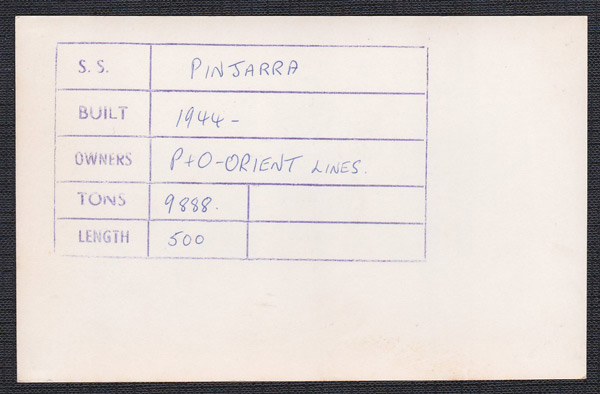 S. S. PINJARRA
BUILT 1944-
OWNERS P+O-ORIENT LINES.
TONS 9888.
LENGTH 500